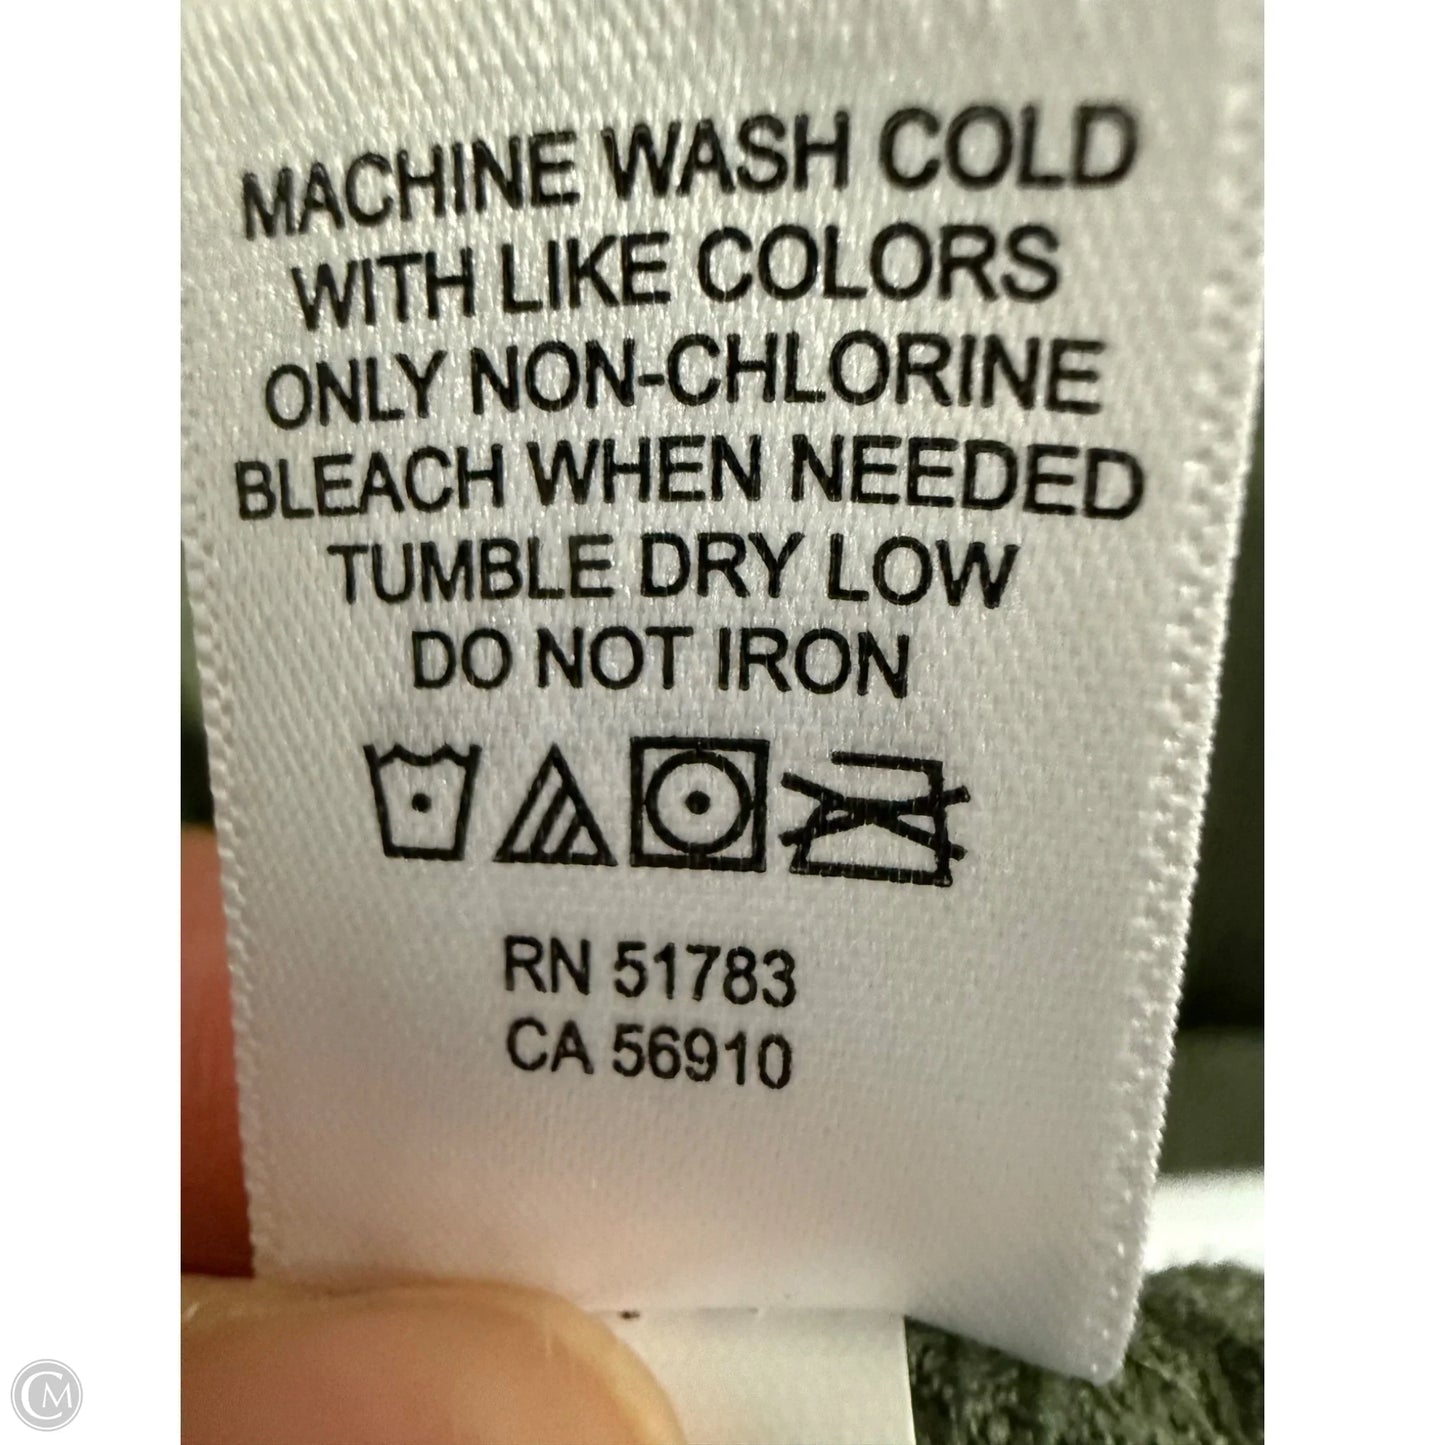 MACHINE WASH COLD
WITH LIKE COLORS
ONLY NON-CHLORINE
BLEACH WHEN NEEDED
TUMBLE DRY LOW
DO NOT IRON
RN 51783
CA 56910
CM